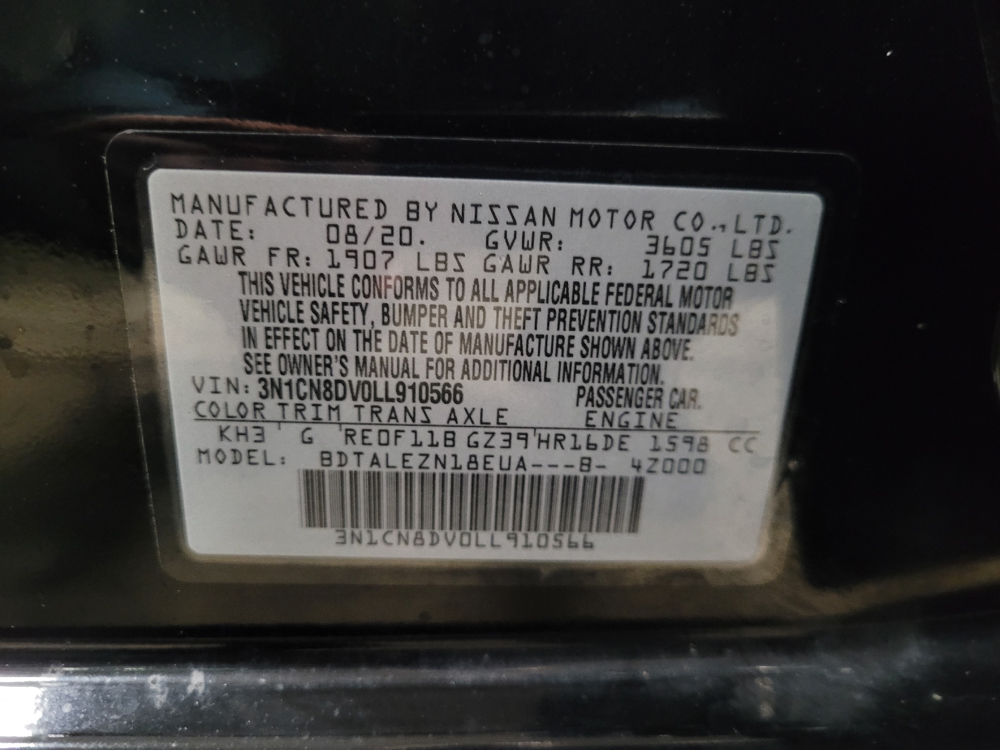 MANUFACTURED BY NISSAN MOTOR CO.,LTD.
DATE: 08/20. GVWR: 3605 LBS
GAWR FR: 1907 LBS GAWR RR: 1720 LBS
THIS VEHICLE CONFORMS TO ALL APPLICABLE FEDERAL MOTOR
VEHICLE SAFETY, BUMPER AND THEFT PREVENTION STANDARDS
IN EFFECT ON THE DATE OF MANUFACTURE SHOWN ABOVE.
SEE OWNER'S MANUAL FOR ADDITIONAL INFORMATION.
VIN: 3N1CN8DV0LL910566 PASSENGER CAR.
COLOR TRIM TRANS AXLE ENGINE
KH3 G RE0F11B GZ39 HR16DE 1598 CC
MODEL: BDTALEZN18EUA---B- 4Z000
3N1CN8DV0LL910566